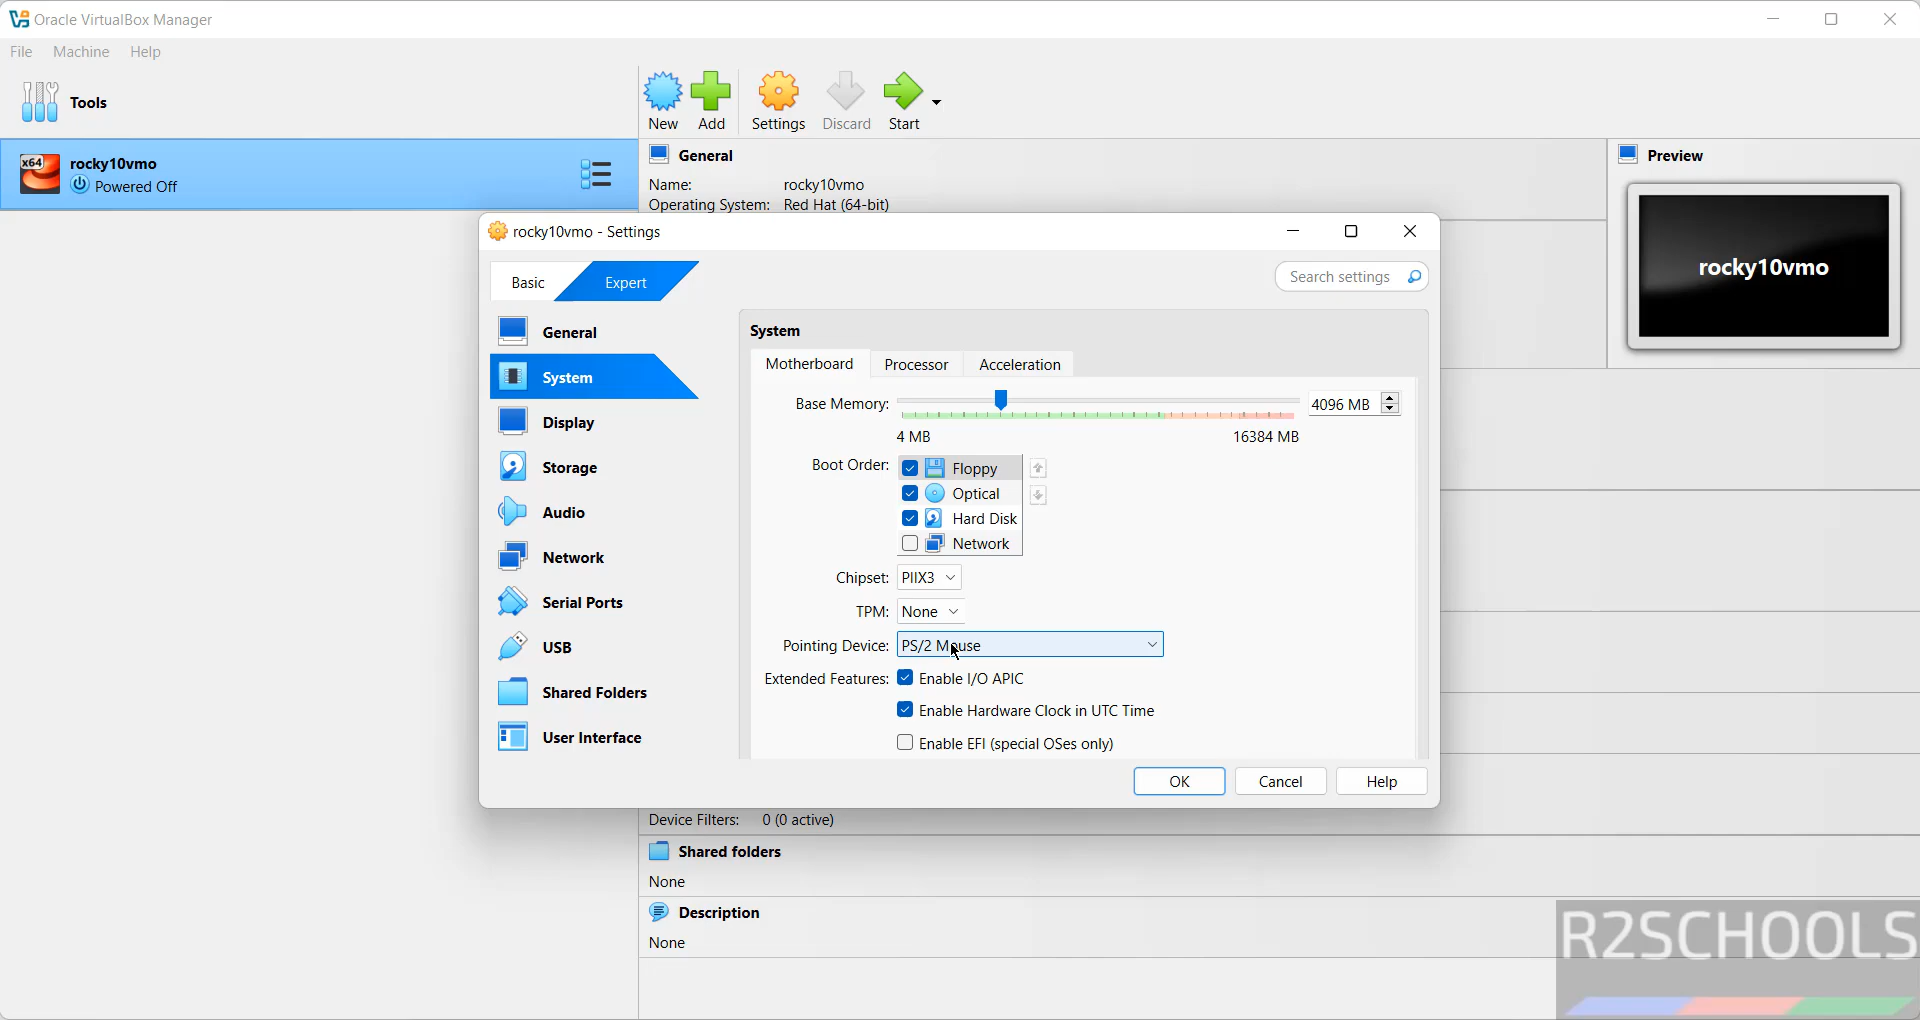 Oracle VirtualBox Manager
File Machine Help
Tools
New Add Settings Discard Start
x64
rocky10vmo
Powered Off
General
Name: rocky10vmo
Operating System: Red Hat (64-bit)
Preview
rocky10vmo
rocky10vmo - Settings
Basic Expert
Search settings
General
System
Display
Storage
Audio
Network
Serial Ports
USB
Shared Folders
User Interface
System
Motherboard Processor Acceleration
Base Memory: 4096 MB
4 MB 16384 MB
Boot Order: Floppy
Optical
Hard Disk
Network
Chipset: PIIX3
TPM: None
Pointing Device: PS/2 Mouse
Extended Features: Enable I/O APIC
Enable Hardware Clock in UTC Time
Enable EFI (special OSes only)
OK Cancel Help
Device Filters: 0 (0 active)
Shared folders
None
Description
None
R2SCHOOLS